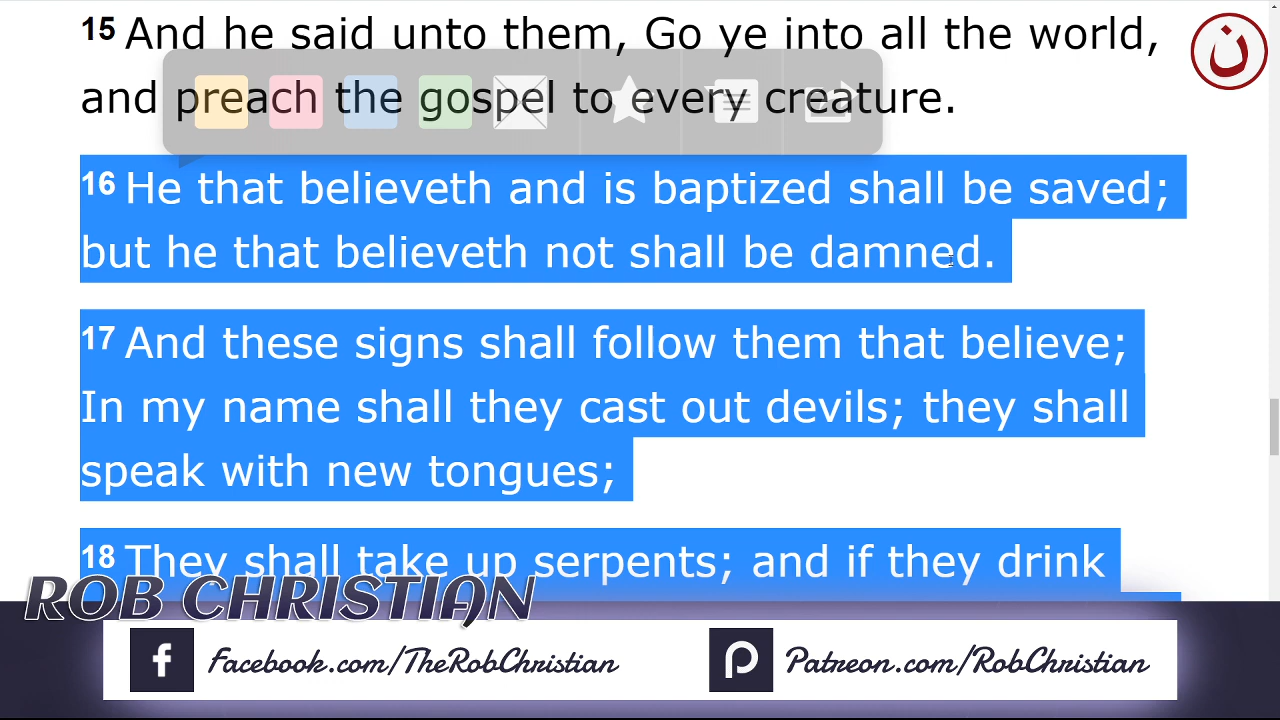 15 And he said unto them, Go ye into all the world,
and preach the gospel to every creature.
16 He that believeth and is baptized shall be saved;
but he that believeth not shall be damned.
17 And these signs shall follow them that believe;
In my name shall they cast out devils; they shall
speak with new tongues;
18 They shall take up serpents; and if they drink
ن
ROB CHRISTIAN
f Facebook.com/TheRobChristian
Patreon.com/RobChristian